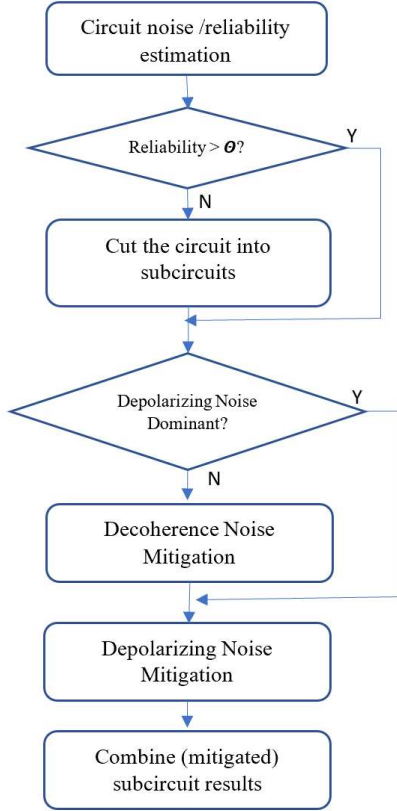 Circuit noise /reliability
estimation
Reliability > Θ?
Y
N
Cut the circuit into
subcircuits
Depolarizing Noise
Dominant?
Y
N
Decoherence Noise
Mitigation
Depolarizing Noise
Mitigation
Combine (mitigated)
subcircuit results